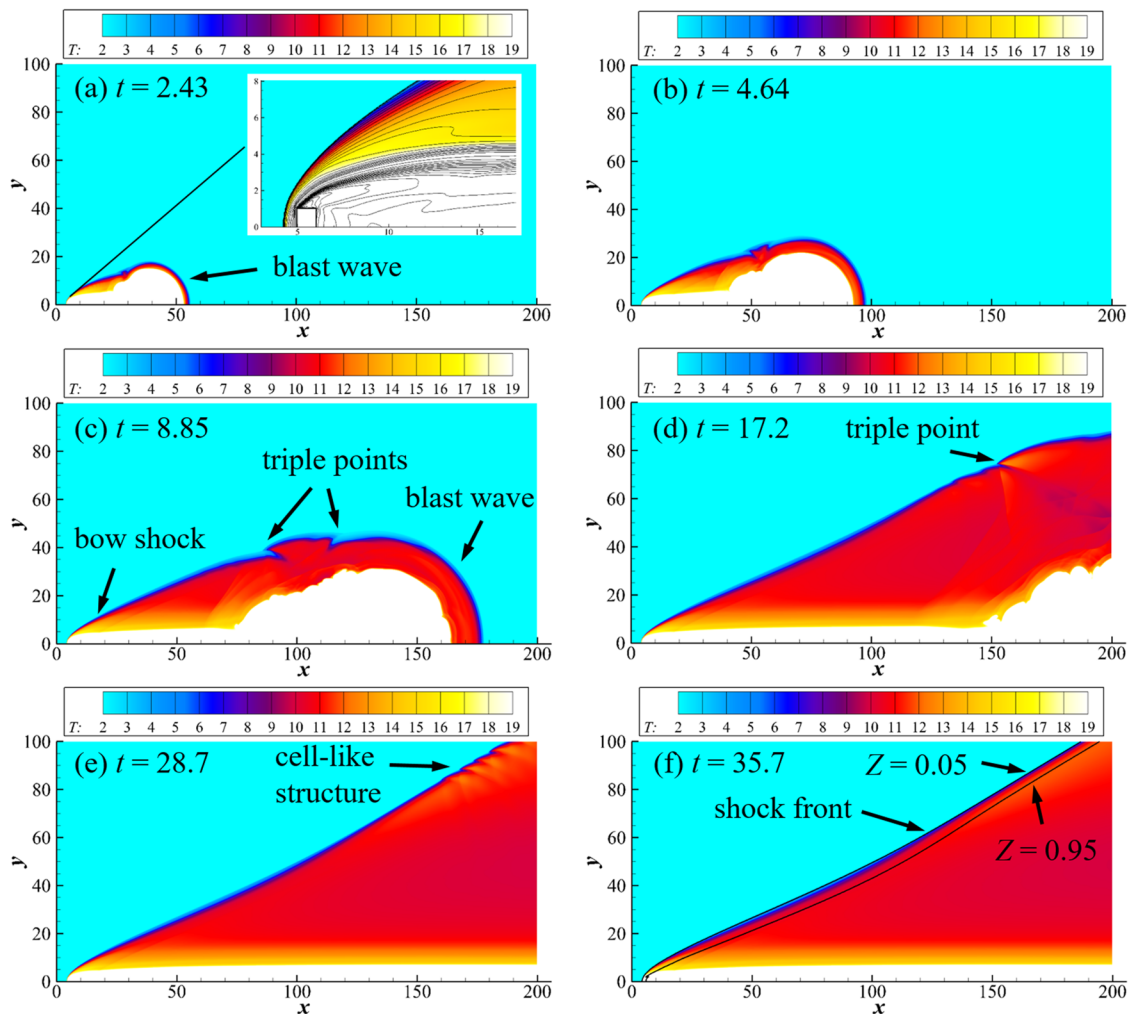 T: 2 3 4 5 6 7 8 9 10 11 12 13 14 15 16 17 18 19
(a) t = 2.43
blast wave
8
6
4
2
0
5 10 15
100
80
60
40
20
0
y
0 50 100 150 200
x
T: 2 3 4 5 6 7 8 9 10 11 12 13 14 15 16 17 18 19
(b) t = 4.64
100
80
60
40
20
0
y
0 50 100 150 200
x
T: 2 3 4 5 6 7 8 9 10 11 12 13 14 15 16 17 18 19
(c) t = 8.85
triple points
blast wave
bow shock
100
80
60
40
20
0
y
0 50 100 150 200
x
T: 2 3 4 5 6 7 8 9 10 11 12 13 14 15 16 17 18 19
(d) t = 17.2
triple point
100
80
60
40
20
0
y
0 50 100 150 200
x
T: 2 3 4 5 6 7 8 9 10 11 12 13 14 15 16 17 18 19
(e) t = 28.7
cell-like
structure
100
80
60
40
20
0
y
0 50 100 150 200
x
T: 2 3 4 5 6 7 8 9 10 11 12 13 14 15 16 17 18 19
(f) t = 35.7
Z = 0.05
shock front
Z = 0.95
100
80
60
40
20
0
y
0 50 100 150 200
x